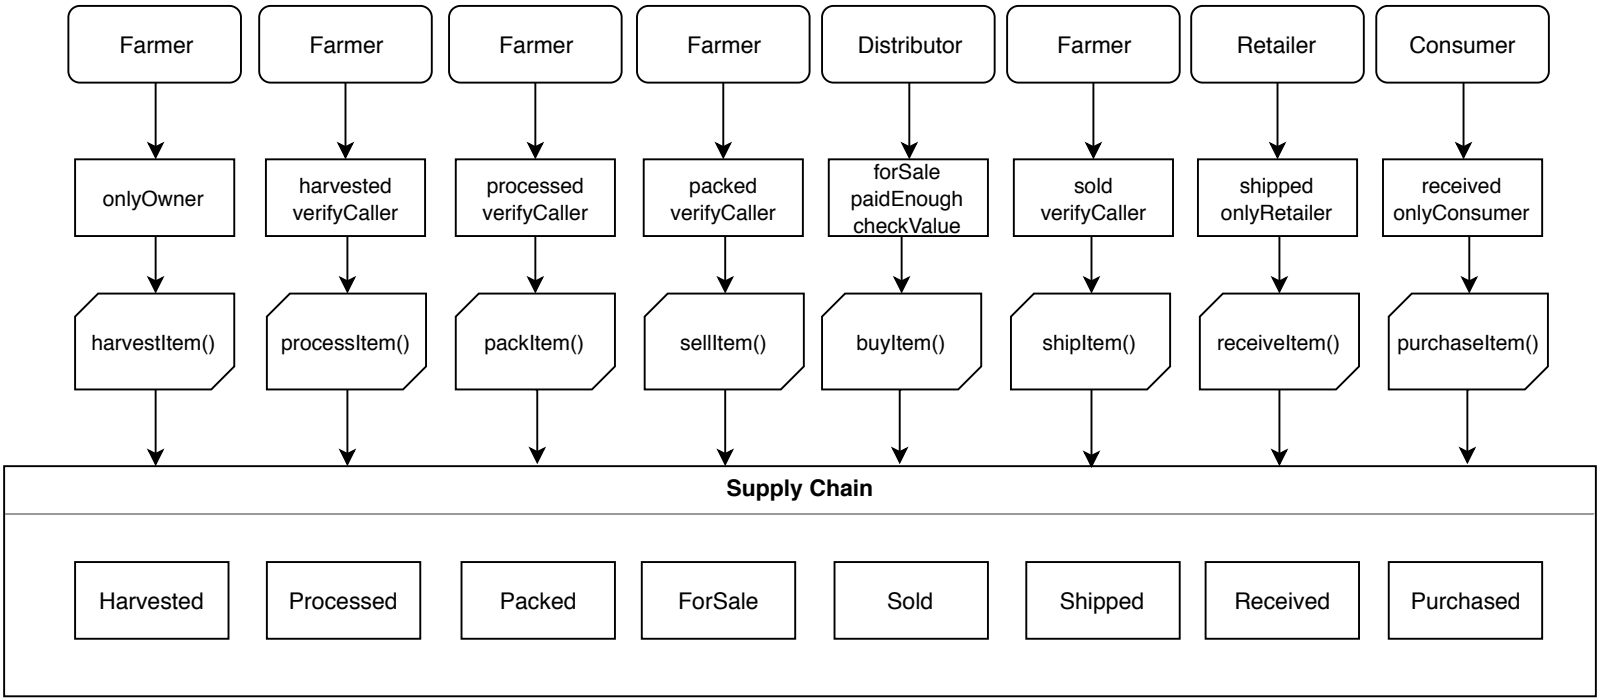 Farmer
Farmer
Farmer
Farmer
Distributor
Farmer
Retailer
Consumer
onlyOwner
harvested
verifyCaller
processed
verifyCaller
packed
verifyCaller
forSale
paidEnough
checkValue
sold
verifyCaller
shipped
onlyRetailer
received
onlyConsumer
harvestItem()
processItem()
packItem()
sellItem()
buyItem()
shipItem()
receiveItem()
purchaseItem()
Supply Chain
Harvested
Processed
Packed
ForSale
Sold
Shipped
Received
Purchased